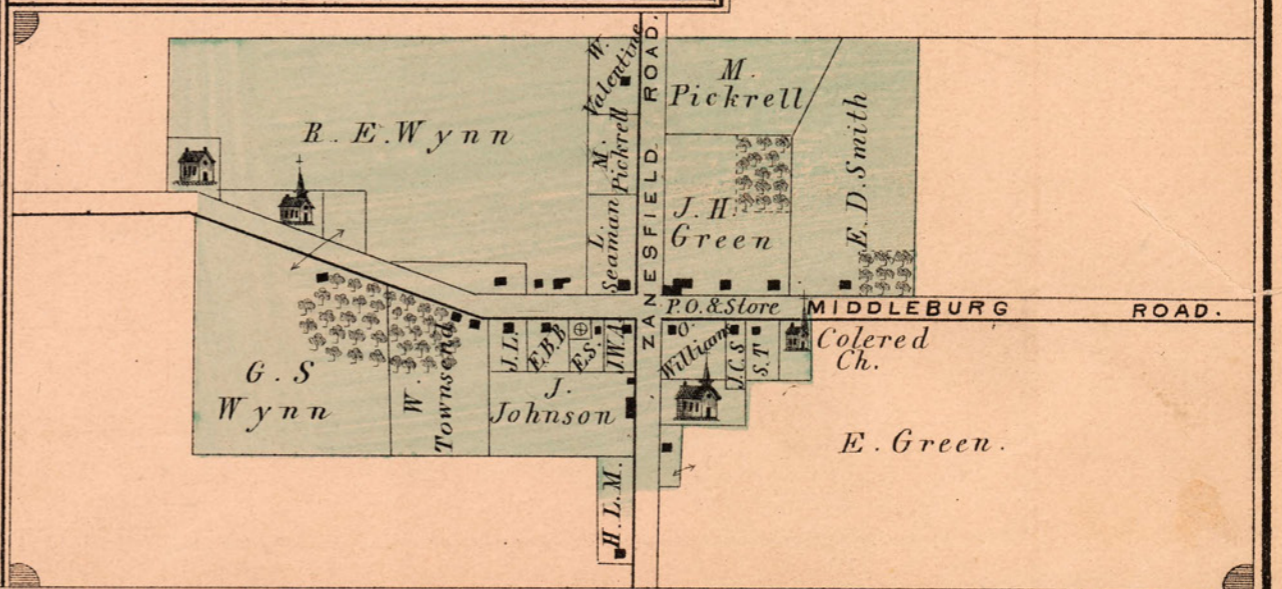 W.
Valentine
ZANESFIELD ROAD.
M.
Pickrell
R. E. Wynn
M.
Pickrell
E. D. Smith
L.
Seaman
J. H.
Green
P.O. & Store
MIDDLEBURG ROAD.
Colered
Ch.
G. S
Wynn
W.
Townsend
J. L.
E. B. B
E. S.
J. W. A.
O.
Williams
J. C. S
S. T
J.
Johnson
E. Green.
H. L. M.